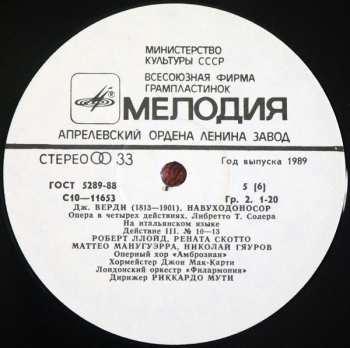 МИНИСТЕРСТВО
КУЛЬТУРЫ СССР
ВСЕСОЮЗНАЯ ФИРМА
ГРАМПЛАСТИНОК
МЕЛОДИЯ
АПРЕЛЕВСКИЙ ОРДЕНА ЛЕНИНА ЗАВОД
СТЕРЕО 33
Год выпуска 1989
ГОСТ 5289-88
5 [6]
С10—11653
Гр. 2. 1-20
Дж. ВЕРДИ (1813—1901). НАВУХОДОНОСОР
Опера в четырех действиях. Либретто Т. Солера
На итальянском языке
Действие III. № 10—13
РОБЕРТ ЛЛОЙД, РЕНАТА СКОТТО
МАТТЕО МАНУГУЭРРА, НИКОЛАЙ ГЯУРОВ
Оперный хор «Амброзиан»
Хормейстер Джон Мак-Карти
Лондонский оркестр «Филармония»
Дирижер РИККАРДО МУТИ